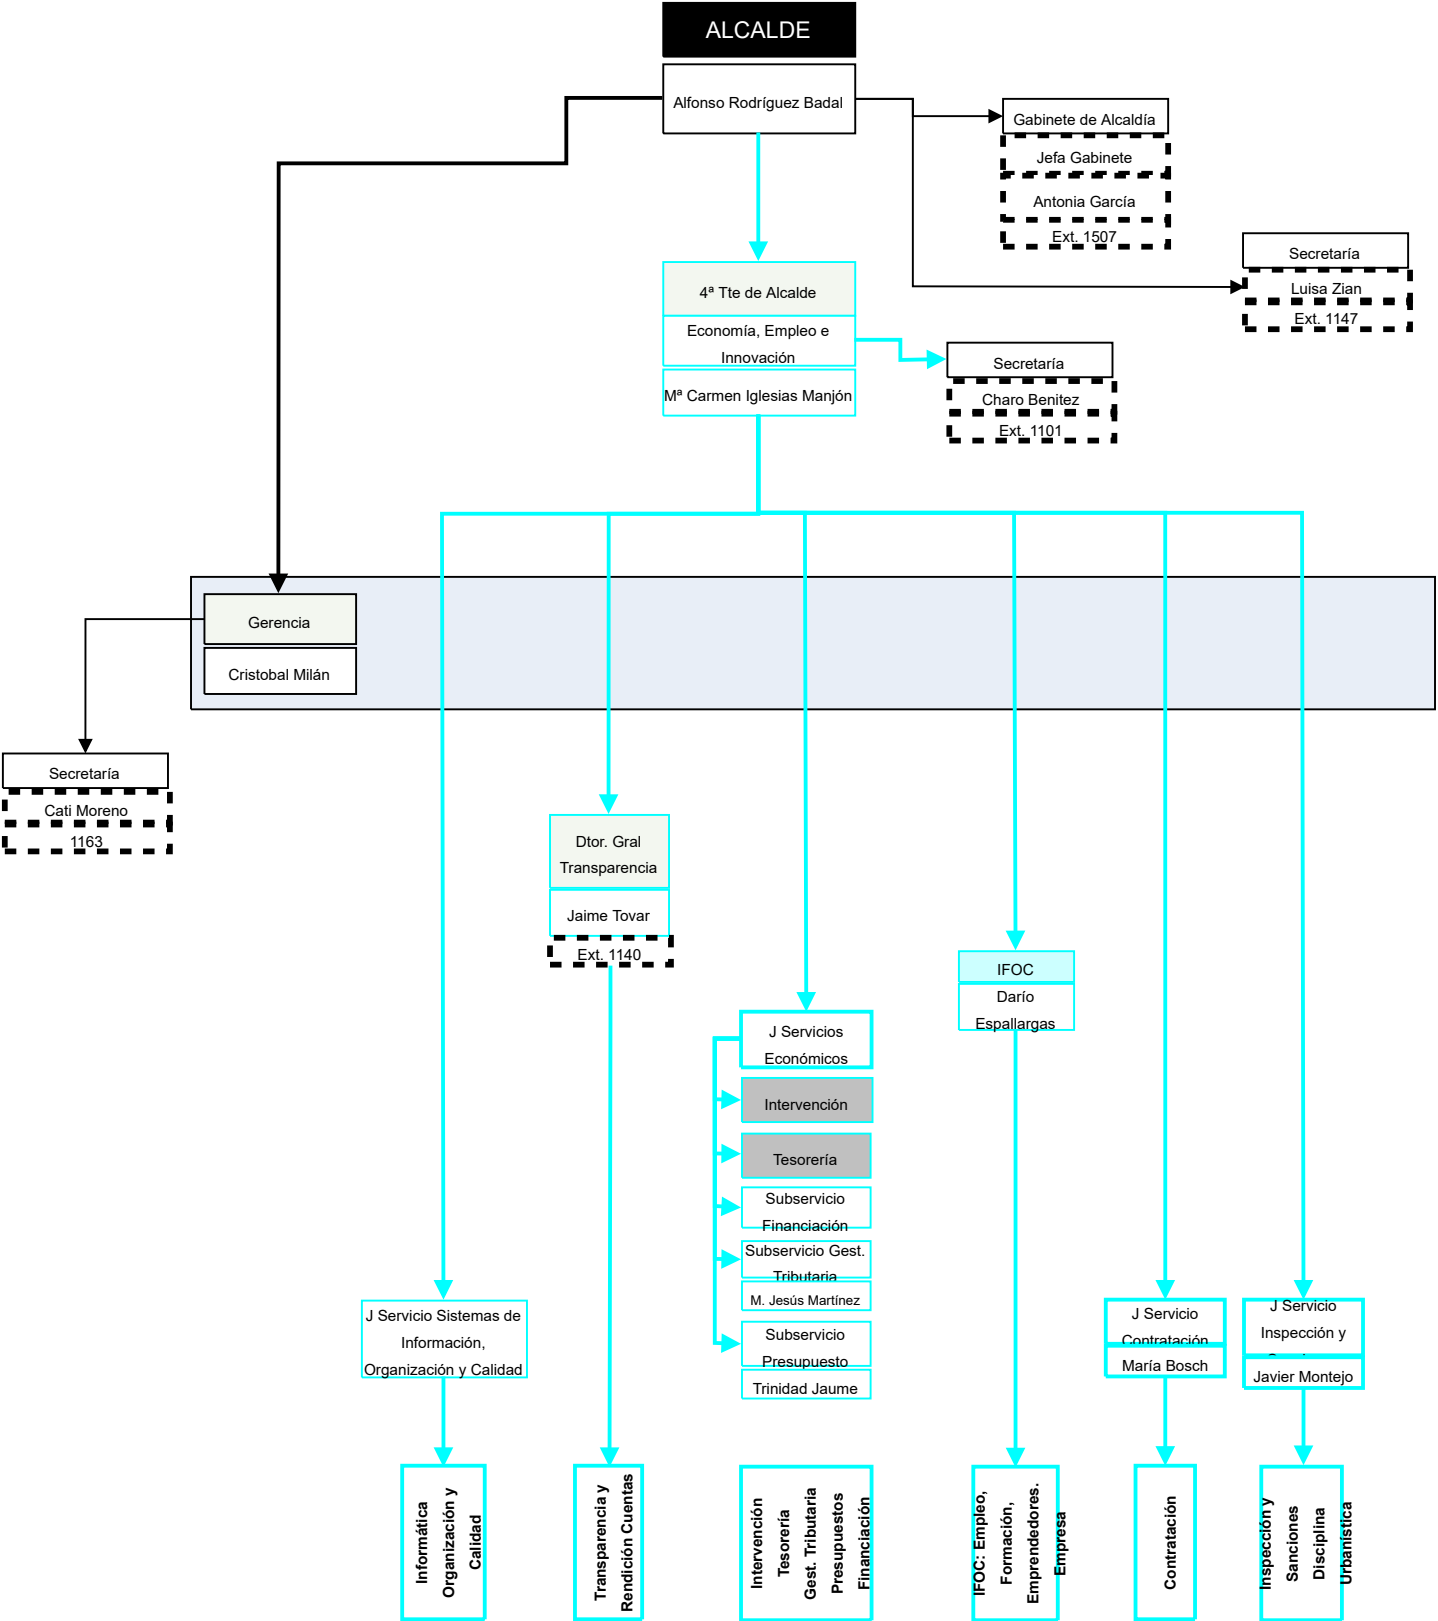 ALCALDE
Alfonso Rodríguez Badal
Gabinete de Alcaldía
Jefa Gabinete
Antonia García
Ext. 1507
Secretaría
Luisa Zian
Ext. 1147
4ª Tte de Alcalde
Economía, Empleo e
Innovación
Mª Carmen Iglesias Manjón
Secretaría
Charo Benitez
Ext. 1101
Gerencia
Cristobal Milán
Secretaría
Cati Moreno
1163
Dtor. Gral
Transparencia
Jaime Tovar
Ext. 1140
IFOC
Darío
Espallargas
J Servicios
Económicos
Intervención
Tesorería
Subservicio
Financiación
Subservicio Gest.
Tributaria
M. Jesús Martínez
Subservicio
Presupuesto
Trinidad Jaume
J Servicio Sistemas de
Información,
Organización y Calidad
J Servicio
Contratación
María Bosch
J Servicio
Inspección y
Javier Montejo
Informática
Organización y
Calidad
Transparencia y
Rendición Cuentas
Intervención
Tesorería
Gest. Tributaria
Presupuestos
Financiación
IFOC: Empleo,
Formación,
Emprendedores.
Empresa
Contratación
Inspección y
Sanciones
Disciplina
Urbanística